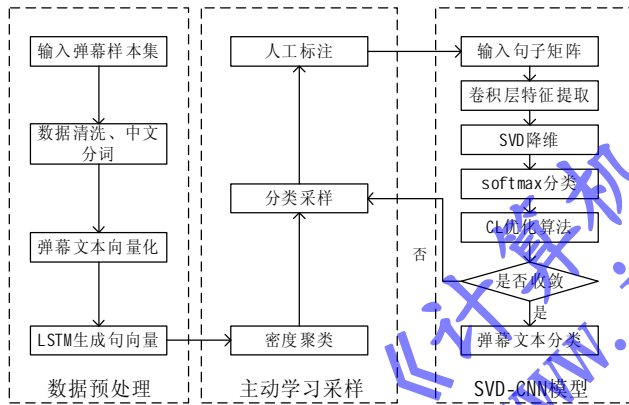 输入弹幕样本集
数据清洗、中文
分词
弹幕文本向量化
LSTM生成句向量
数据预处理
人工标注
分类采样
密度聚类
主动学习采样
输入句子矩阵
卷积层特征提取
SVD降维
softmax分类
CL优化算法
是否收敛
否
是
弹幕文本分类
SVD-CNN模型
《计算机
www.